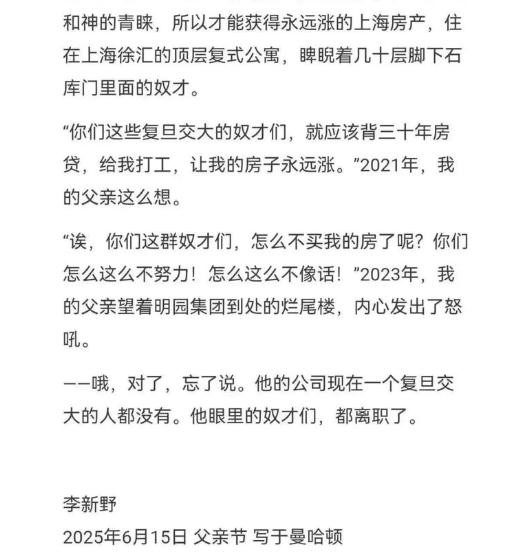 和神的青睐，所以才能获得永远涨的上海房产，住
在上海徐汇的顶层复式公寓，睥睨着几十层脚下石
库门里面的奴才。
“你们这些复旦交大的奴才们，就应该背三十年房
贷，给我打工，让我的房子永远涨。”2021年，我
的父亲这么想。
“诶，你们这群奴才们，怎么不买我的房了呢？你们
怎么这么不努力！怎么这么不像话！”2023年，我
的父亲望着明园集团到处的烂尾楼，内心发出了怒
吼。
——哦，对了，忘了说。他的公司现在一个复旦交
大的人都没有。他眼里的奴才们，都离职了。
李新野
2025年6月15日 父亲节 写于曼哈顿